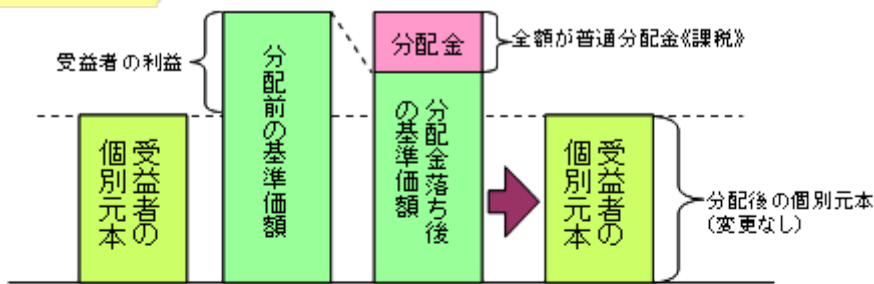 受益者の利益
分配前の基準価額
分配金
全額が普通分配金《課税》
分配金落ち後
の基準価額
受益者の
個別元本
受益者の
個別元本
分配後の個別元本
(変更なし)